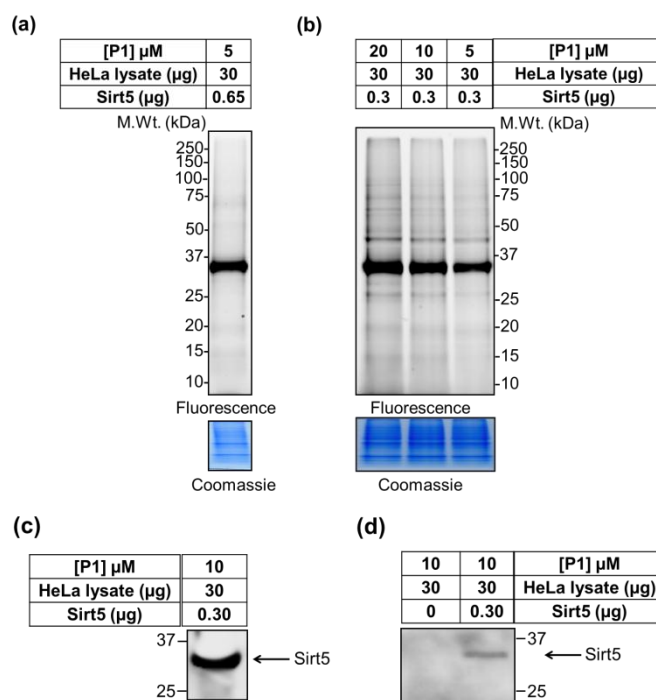 (a)
[P1] µM 5
HeLa lysate (µg) 30
Sirt5 (µg) 0.65
M.Wt. (kDa)
250
150
100
75
50
37
25
20
15
10
Fluorescence
Coomassie
(b)
20 10 5 [P1] µM
30 30 30 HeLa lysate (µg)
0.3 0.3 0.3 Sirt5 (µg)
M.Wt. (kDa)
250
150
100
75
50
37
25
20
15
10
Fluorescence
Coomassie
(c)
[P1] µM 10
HeLa lysate (µg) 30
Sirt5 (µg) 0.30
37
Sirt5
25
(d)
10 10 [P1] µM
30 30 HeLa lysate (µg)
0 0.30 Sirt5 (µg)
37
Sirt5
25